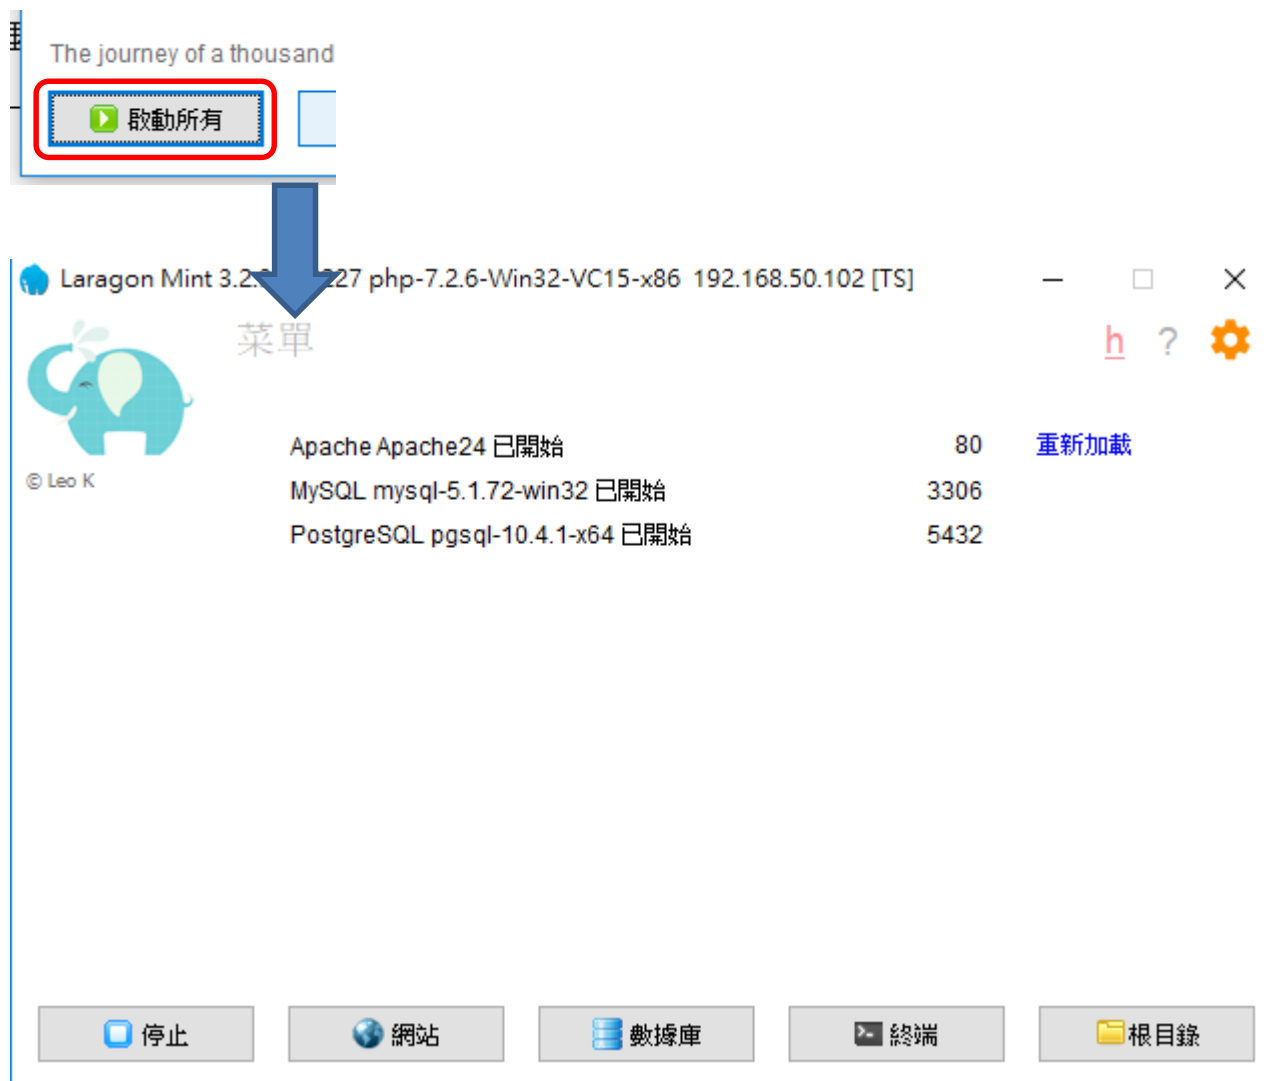 The journey of a thousand
啟動所有
Laragon Mint 3.2. 227 php-7.2.6-Win32-VC15-x86 192.168.50.102 [TS]
菜單
h ?
Apache Apache24 已開始 80 重新加載
© Leo K
MySQL mysql-5.1.72-win32 已開始 3306
PostgreSQL pgsql-10.4.1-x64 已開始 5432
停止 網站 數據庫 終端 根目錄